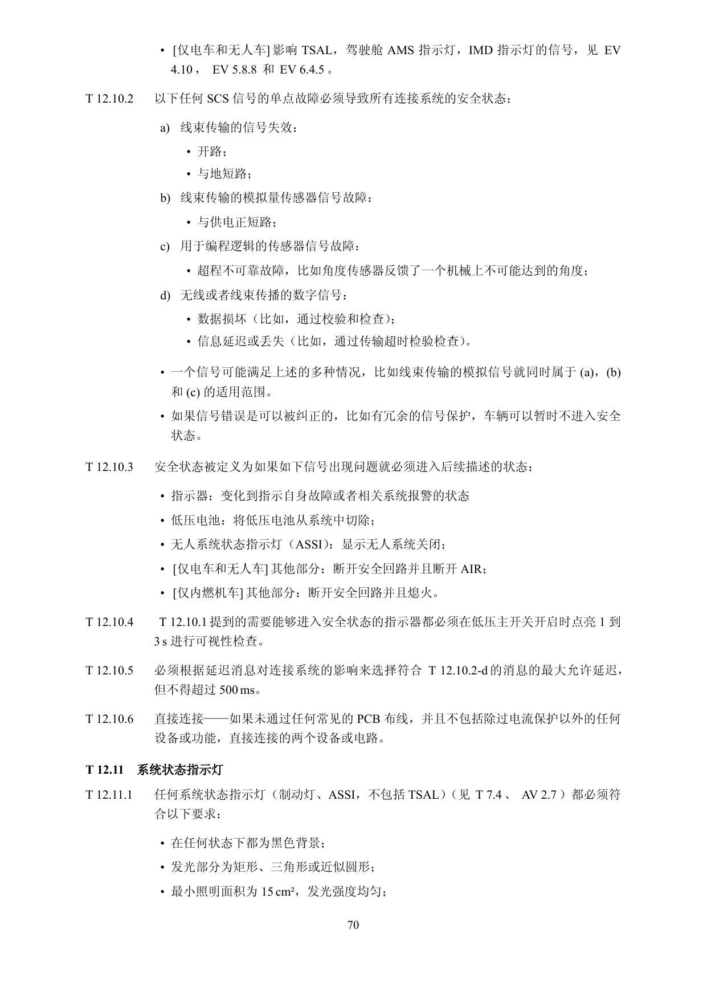 • [仅电车和无人车] 影响 TSAL，驾驶舱 AMS 指示灯，IMD 指示灯的信号，见 EV
4.10， EV 5.8.8 和 EV 6.4.5 。
T 12.10.2 以下任何 SCS 信号的单点故障必须导致所有连接系统的安全状态：
a) 线束传输的信号失效：
• 开路；
• 与地短路；
b) 线束传输的模拟量传感器信号故障：
• 与供电正短路；
c) 用于编程逻辑的传感器信号故障：
• 超程不可靠故障，比如角度传感器反馈了一个机械上不可能达到的角度；
d) 无线或者线束传播的数字信号：
• 数据损坏（比如，通过校验和检查）；
• 信息延迟或丢失（比如，通过传输超时检验检查）。
• 一个信号可能满足上述的多种情况，比如线束传输的模拟信号就同时属于 (a)，(b)
和 (c) 的适用范围。
• 如果信号错误是可以被纠正的，比如有冗余的信号保护，车辆可以暂时不进入安全
状态。
T 12.10.3 安全状态被定义为如果如下信号出现问题就必须进入后续描述的状态：
• 指示器：变化到指示自身故障或者相关系统报警的状态
• 低压电池：将低压电池从系统中切除；
• 无人系统状态指示灯（ASSI）：显示无人系统关闭；
• [仅电车和无人车] 其他部分：断开安全回路并且断开 AIR；
• [仅内燃机车] 其他部分：断开安全回路并且熄火。
T 12.10.4 T 12.10.1 提到的需要能够进入安全状态的指示器都必须在低压主开关开启时点亮 1 到
3 s 进行可视性检查。
T 12.10.5 必须根据延迟消息对连接系统的影响来选择符合 T 12.10.2-d 的消息的最大允许延迟，
但不得超过 500 ms。
T 12.10.6 直接连接——如果未通过任何常见的 PCB 布线，并且不包括除过电流保护以外的任何
设备或功能，直接连接的两个设备或电路。
T 12.11 系统状态指示灯
T 12.11.1 任何系统状态指示灯（制动灯、ASSI，不包括 TSAL）（见 T 7.4 、 AV 2.7 ）都必须符
合以下要求：
• 在任何状态下都为黑色背景；
• 发光部分为矩形、三角形或近似圆形；
• 最小照明面积为 15 cm²，发光强度均匀；
70